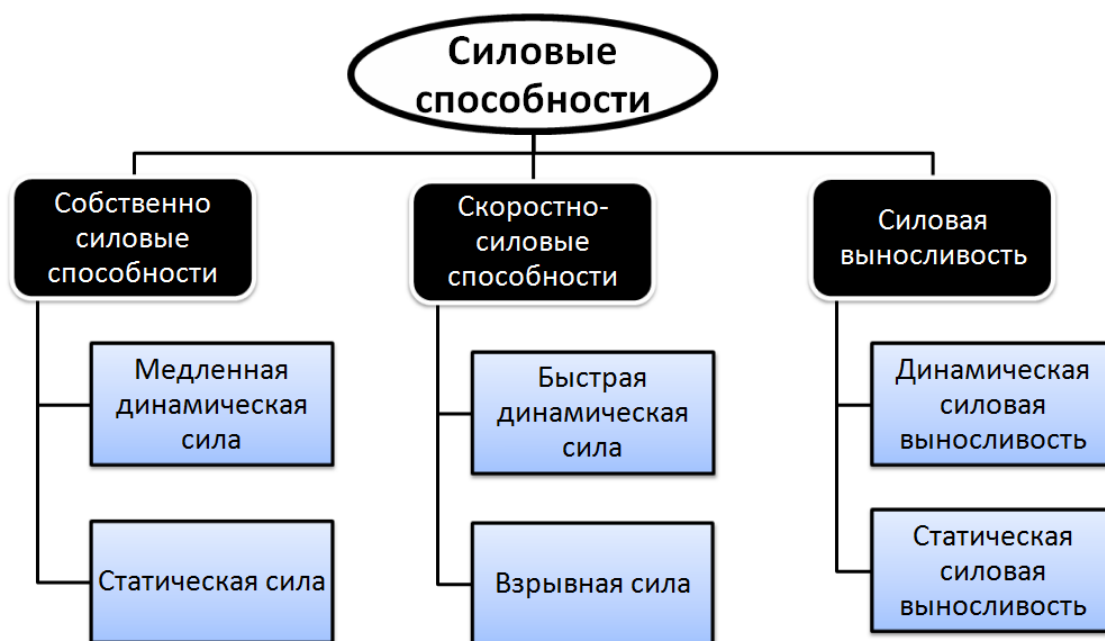 Силовые
способности
Собственно
силовые
способности
Скоростно-
силовые
способности
Силовая
выносливость
Медленная
динамическая
сила
Быстрая
динамическая
сила
Динамическая
силовая
выносливость
Статическая сила
Взрывная сила
Статическая
силовая
выносливость